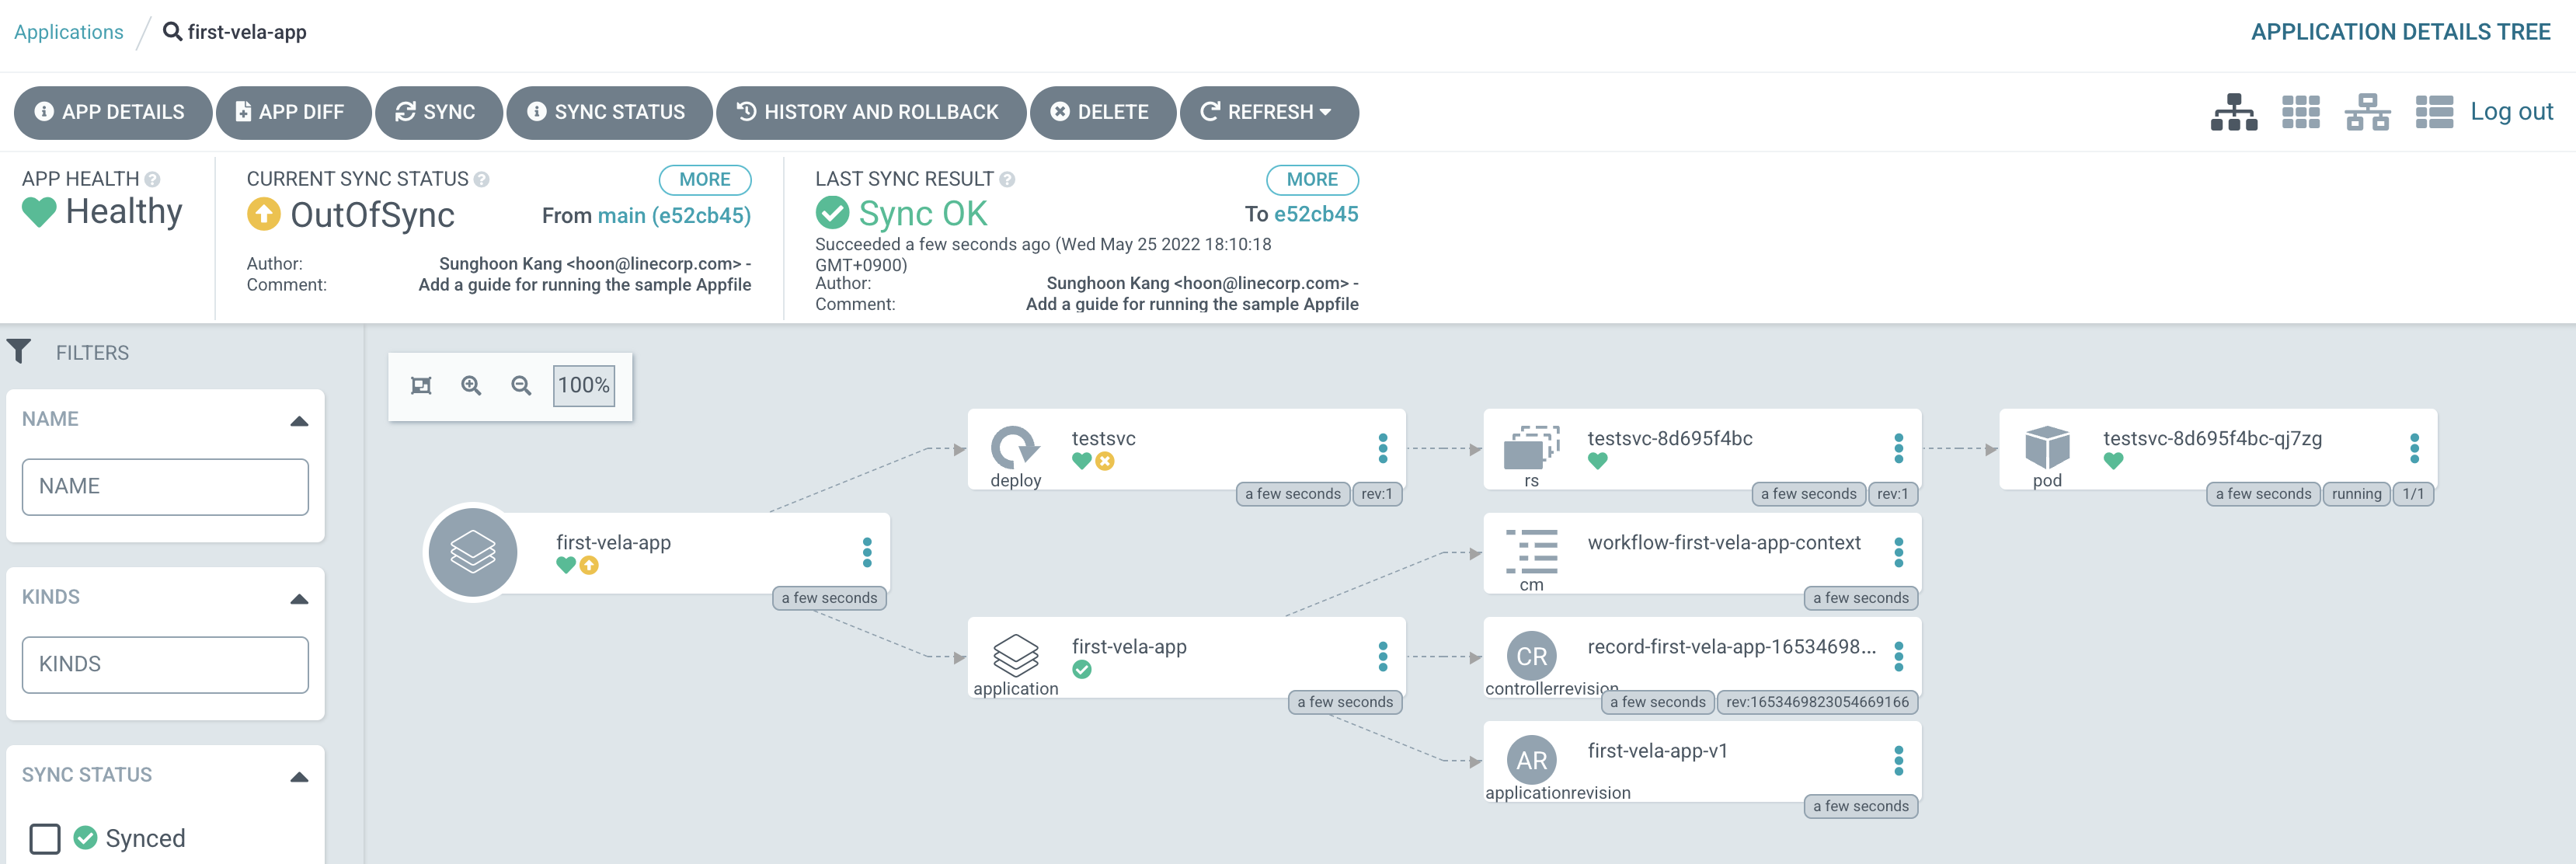 Applications / first-vela-app
APPLICATION DETAILS TREE
APP DETAILS
APP DIFF
SYNC
SYNC STATUS
HISTORY AND ROLLBACK
DELETE
REFRESH
Log out
APP HEALTH
Healthy
CURRENT SYNC STATUS
MORE
OutOfSync
From main (e52cb45)
Author:
Sunghoon Kang <hoon@linecorp.com> -
Comment:
Add a guide for running the sample Appfile
LAST SYNC RESULT
MORE
Sync OK
To e52cb45
Succeeded a few seconds ago (Wed May 25 2022 18:10:18
GMT+0900)
Author:
Sunghoon Kang <hoon@linecorp.com> -
Comment:
Add a guide for running the sample Appfile
FILTERS
NAME
NAME
KINDS
KINDS
SYNC STATUS
Synced
100%
first-vela-app
a few seconds
testsvc
deploy
a few seconds
rev:1
testsvc-8d695f4bc
rs
a few seconds
rev:1
testsvc-8d695f4bc-qj7zg
pod
a few seconds
running
1/1
first-vela-app
application
a few seconds
workflow-first-vela-app-context
cm
a few seconds
CR
record-first-vela-app-16534698...
controllerrevision
a few seconds
rev:1653469823054669166
AR
first-vela-app-v1
applicationrevision
a few seconds